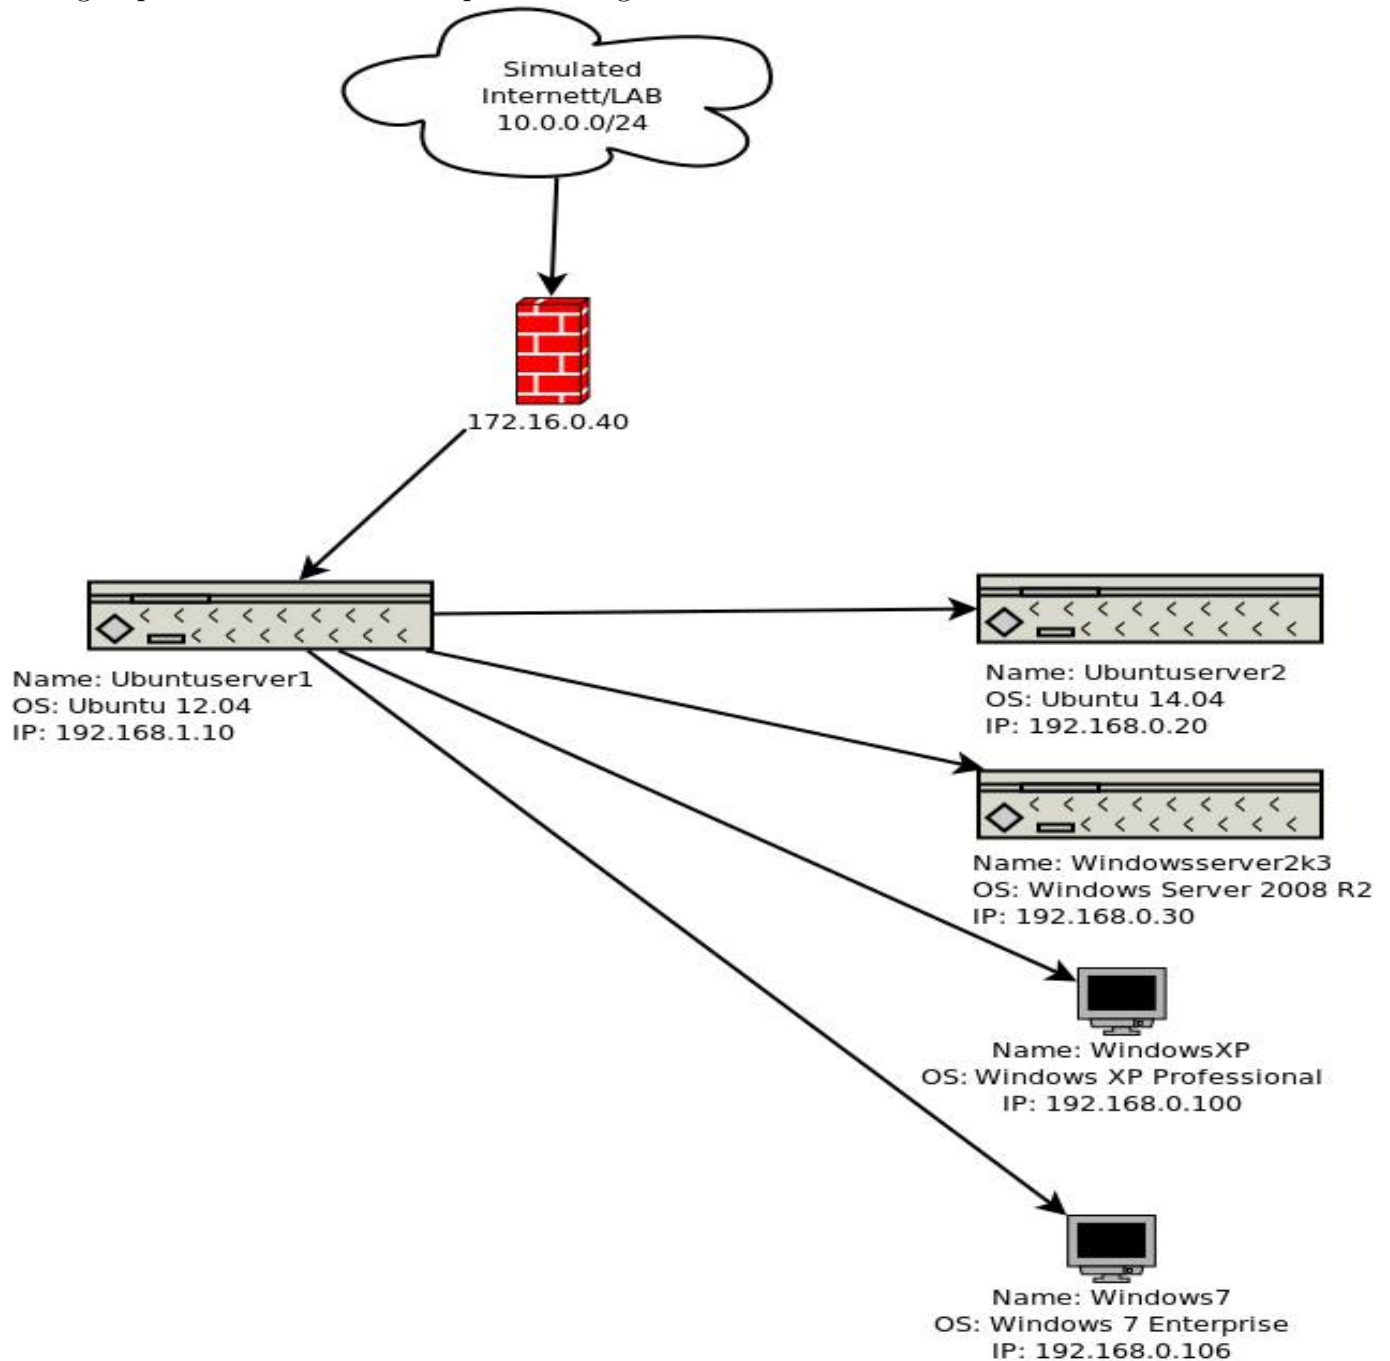 Simulated
Internett/LAB
10.0.0.0/24
172.16.0.40
Name: Ubuntuserver1
OS: Ubuntu 12.04
IP: 192.168.1.10
Name: Ubuntuserver2
OS: Ubuntu 14.04
IP: 192.168.0.20
Name: Windowsserver2k3
OS: Windows Server 2008 R2
IP: 192.168.0.30
Name: WindowsXP
OS: Windows XP Professional
IP: 192.168.0.100
Name: Windows7
OS: Windows 7 Enterprise
IP: 192.168.0.106